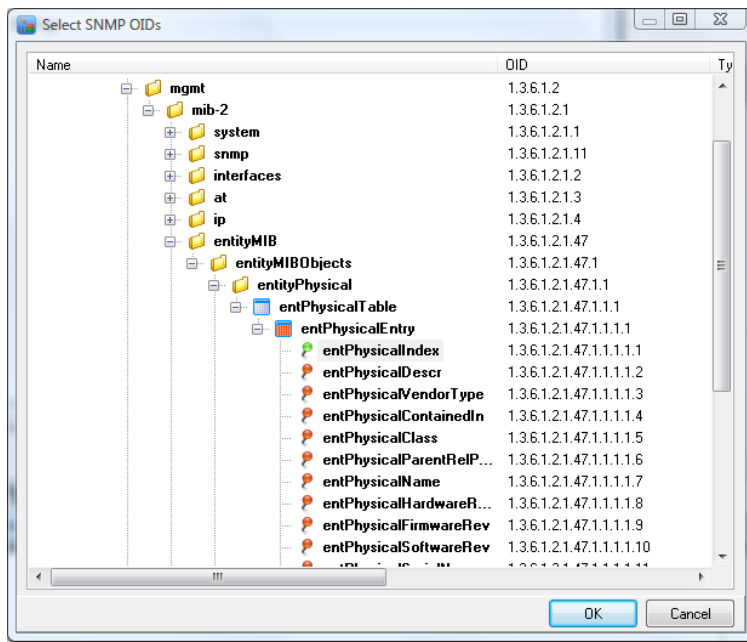 Select SNMP OIDs
Name OID Ty
mgmt 1.3.6.1.2
mib-2 1.3.6.1.2.1
system 1.3.6.1.2.1.1
snmp 1.3.6.1.2.1.11
interfaces 1.3.6.1.2.1.2
at 1.3.6.1.2.1.3
ip 1.3.6.1.2.1.4
entityMIB 1.3.6.1.2.1.47
entityMIBObjects 1.3.6.1.2.1.47.1
entityPhysical 1.3.6.1.2.1.47.1.1
entPhysicalTable 1.3.6.1.2.1.47.1.1.1
entPhysicalEntry 1.3.6.1.2.1.47.1.1.1.1
entPhysicalIndex 1.3.6.1.2.1.47.1.1.1.1.1
entPhysicalDescr 1.3.6.1.2.1.47.1.1.1.1.2
entPhysicalVendorType 1.3.6.1.2.1.47.1.1.1.1.3
entPhysicalContainedIn 1.3.6.1.2.1.47.1.1.1.1.4
entPhysicalClass 1.3.6.1.2.1.47.1.1.1.1.5
entPhysicalParentRelP... 1.3.6.1.2.1.47.1.1.1.1.6
entPhysicalName 1.3.6.1.2.1.47.1.1.1.1.7
entPhysicalHardwareR... 1.3.6.1.2.1.47.1.1.1.1.8
entPhysicalFirmwareRev 1.3.6.1.2.1.47.1.1.1.1.9
entPhysicalSoftwareRev 1.3.6.1.2.1.47.1.1.1.1.10
OK Cancel